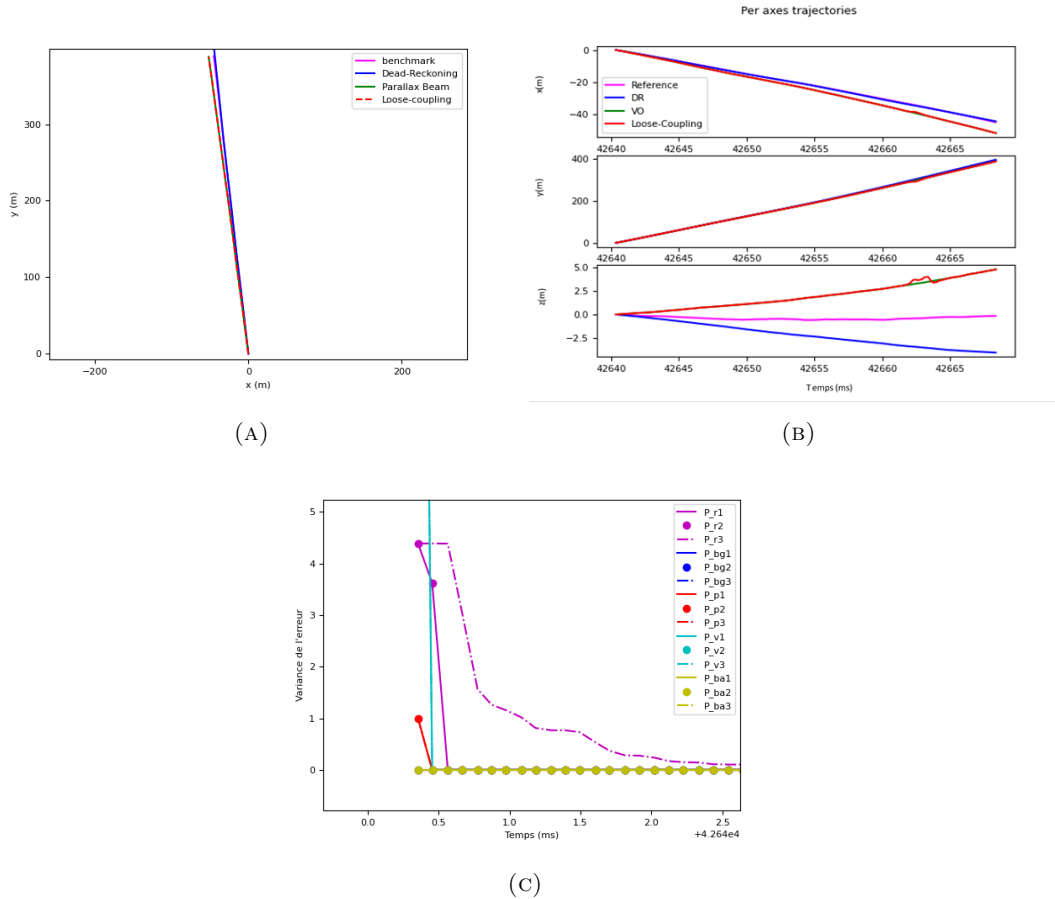 Per axes trajectories
benchmark
Dead-Reckoning
Parallax Beam
Loose-coupling
300
200
100
0
y (m)
−200
0
200
x (m)
(A)
0
−20
−40
x(m)
Reference
DR
VO
Loose-Coupling
42640 42645 42650 42655 42660 42665
400
200
0
y(m)
42640 42645 42650 42655 42660 42665
5.0
2.5
0.0
−2.5
z(m)
42640 42645 42650 42655 42660 42665
Temps (ms)
(B)
5
4
3
2
1
0
Variance de l'erreur
P_r1
P_r2
P_r3
P_bg1
P_bg2
P_bg3
P_p1
P_p2
P_p3
P_v1
P_v2
P_v3
P_ba1
P_ba2
P_ba3
0.0 0.5 1.0 1.5 2.0 2.5
Temps (ms)
+4.264e4
(C)